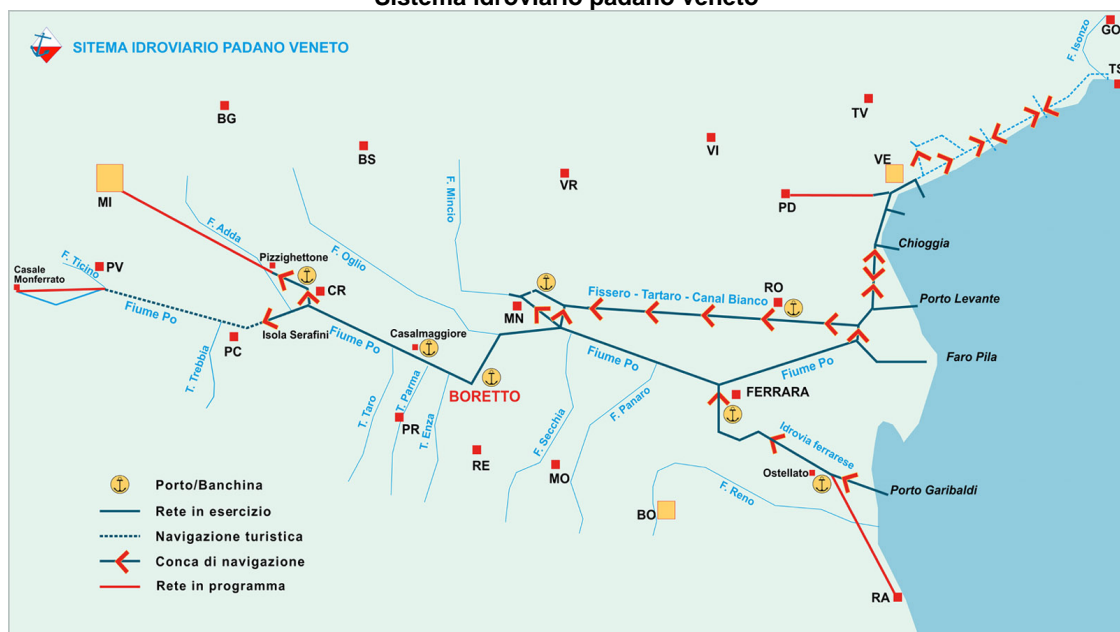 Sistema idroviario padano veneto
SITEMA IDROVIARIO PADANO VENETO
GO
F. Isonzo
TS
BG
TV
BS
VI
VE
MI
VR
F. Mincio
PD
F. Adda
F. Oglio
Chioggia
Pizzighettone
Casale
Monferrato
F. Ticino
PV
CR
Fissero - Tartaro - Canal Bianco
RO
Porto Levante
Fiume Po
MN
Isola Serafini
Casalmaggiore
PC
Fiume Po
Fiume Po
Fiume Po
Faro Pila
T. Trebbia
BORETTO
FERRARA
T. Taro
T. Parma
T. Enza
PR
F. Secchia
F. Panaro
Idrovia ferrarese
RE
MO
Ostellato
Porto Garibaldi
F. Reno
BO
RA
Porto/Banchina
Rete in esercizio
Navigazione turistica
Conca di navigazione
Rete in programma